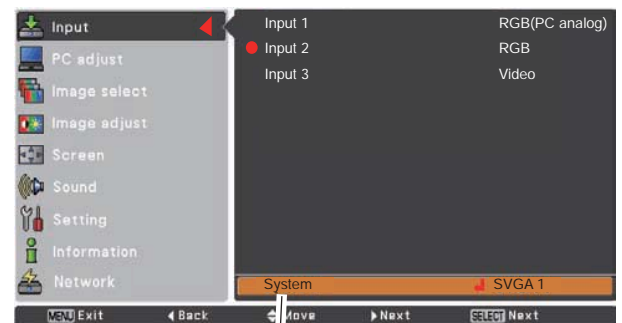 Input
PC adjust
Image select
Image adjust
Screen
Sound
Setting
Information
Network
Input 1 RGB(PC analog)
Input 2 RGB
Input 3 Video
System SVGA 1
MENU Exit Back Move Next SELECT Next